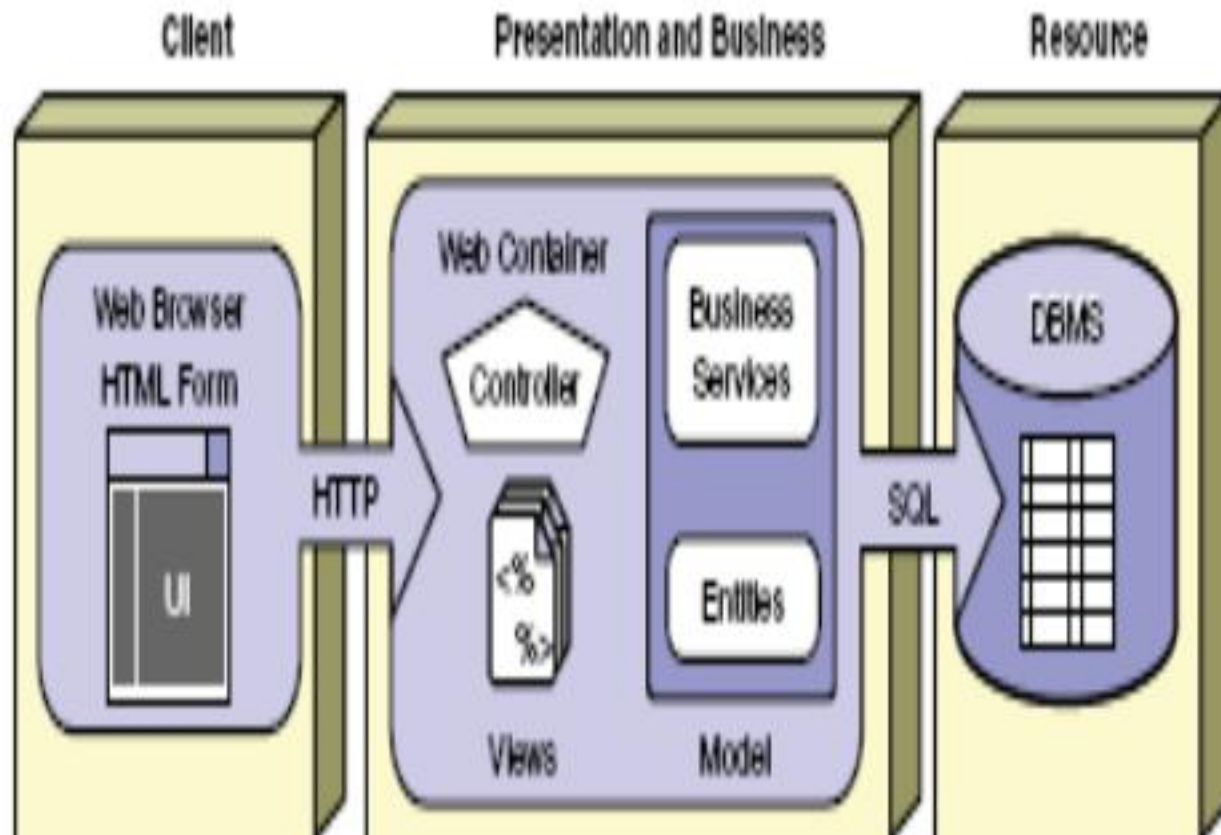 Client
Presentation and Business
Resource
Web Browser
HTML Form
UI
HTTP
Web Container
Controller
<%
%>
Views
Business
Services
Entities
Model
SQL
DBMS